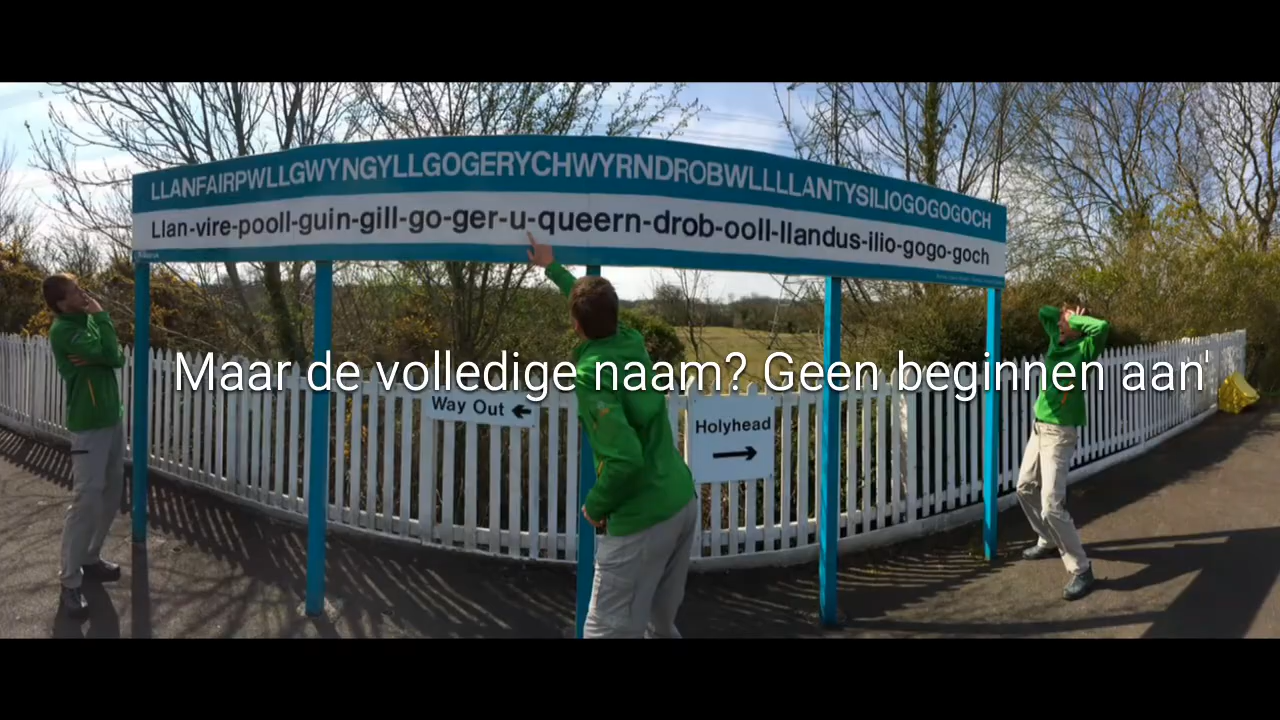 LLANFAIRPWLLGWYNGYLLGOGERYCHWYRNDROBWLLLLANTYSILIOGOGOGOCH
Llan-vire-pooll-guin-gill-go-ger-u-queern-drob-ooll-llandus-ilio-gogo-goch
Maar de volledige naam? Geen beginnen aan'
Way Out
Holyhead